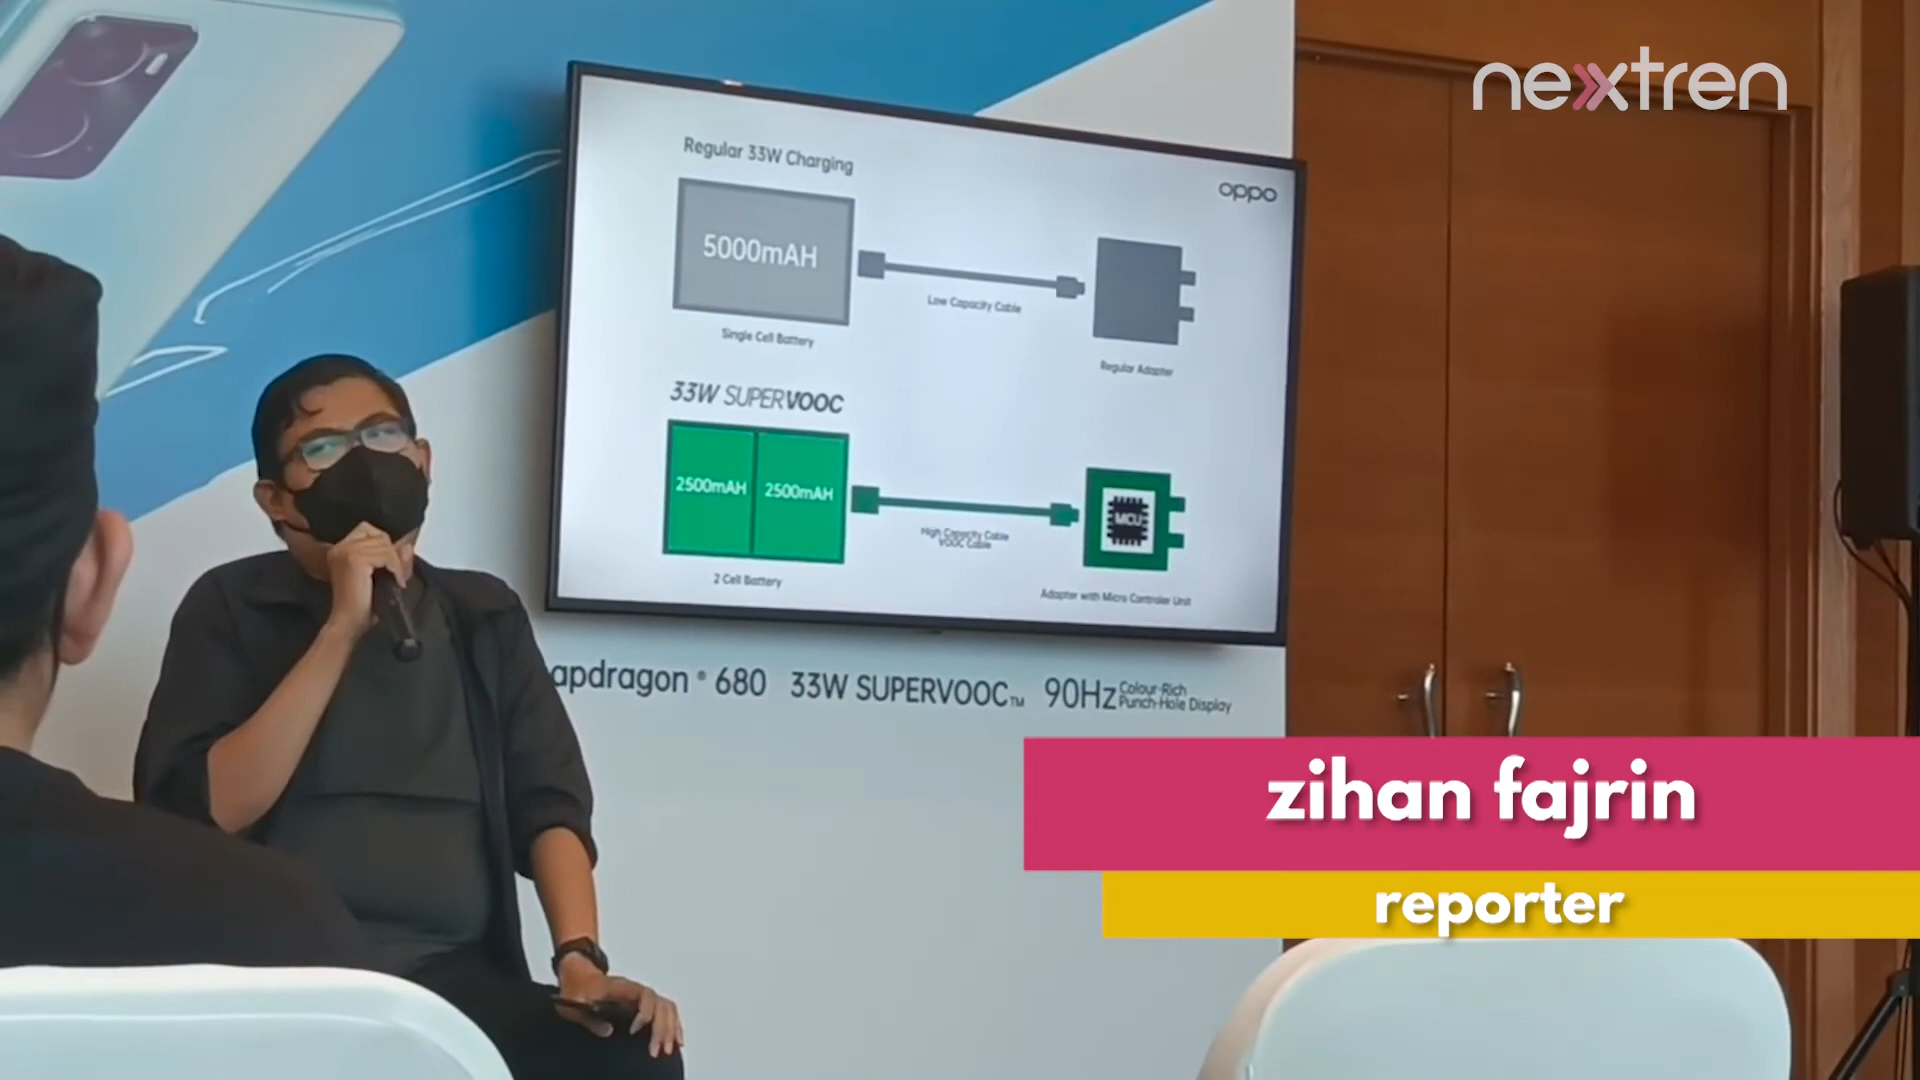 nextren
Regular 33W Charging
oppo
5000mAH
Low Capacity Cable
Single Cell Battery
Regular Adapter
33W SUPERVOOC
2500mAH 2500mAH
MCU
High Capacity Cable
VOOC Cable
2 Cell Battery
Adapter with Micro Controler Unit
apdragon® 680 33W SUPERVOOC™ 90Hz Colour-Rich
Punch-Hole Display
zihan fajrin
reporter